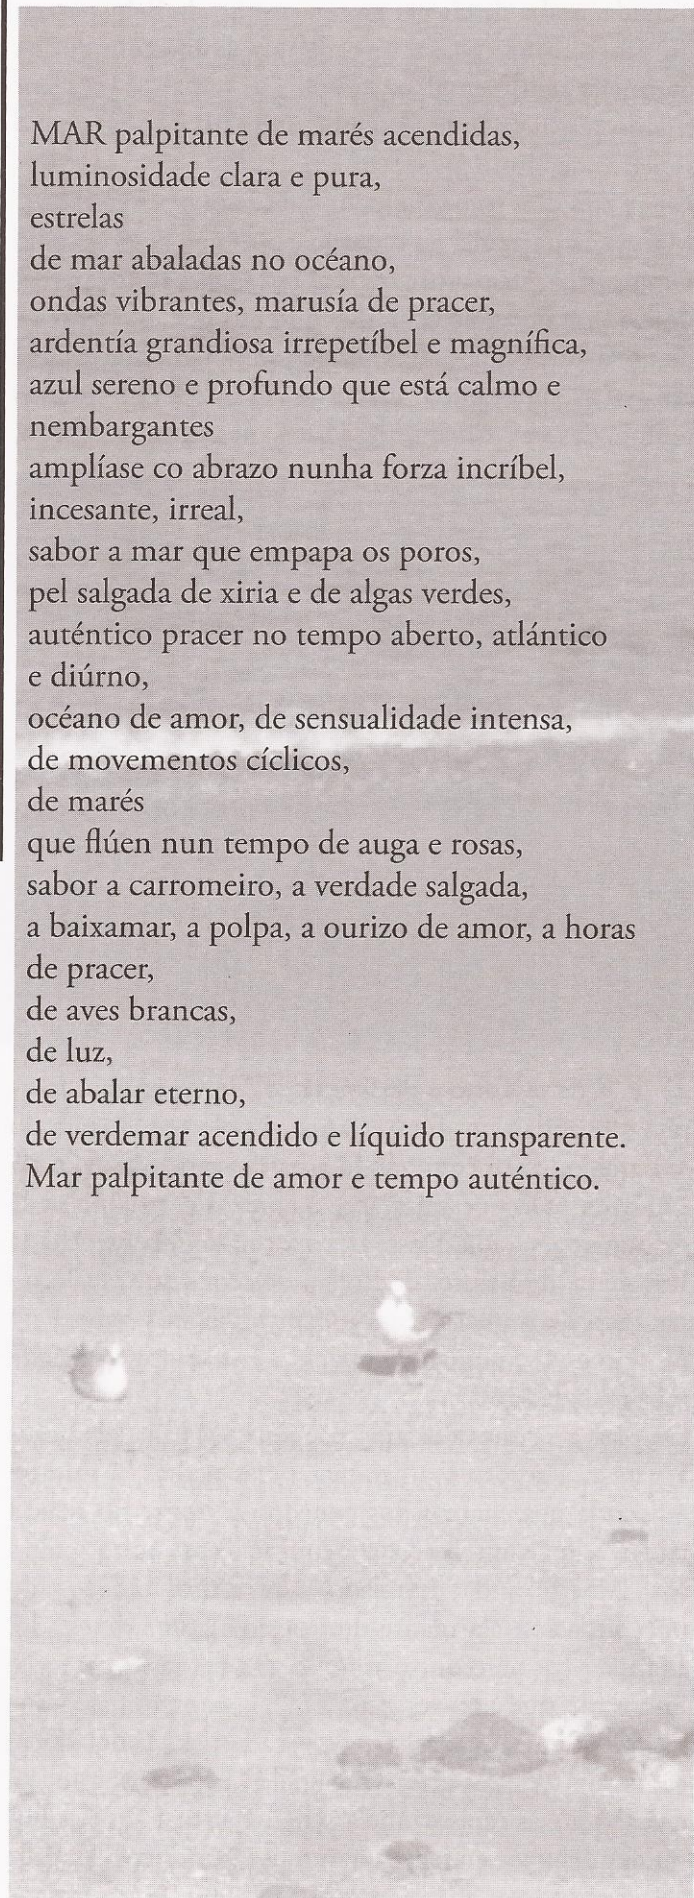 MAR palpitante de marés acendidas,
luminosidade clara e pura,
estrelas
de mar abaladas no océano,
ondas vibrantes, marusía de pracer,
ardentía grandiosa irrepetíbel e magnífica,
azul sereno e profundo que está calmo e
nembargantes
amplíase co abrazo nunha forza incríbel,
incesante, irreal,
sabor a mar que empapa os poros,
pel salgada de xiria e de algas verdes,
auténtico pracer no tempo aberto, atlántico
e diúrno,
océano de amor, de sensualidade intensa,
de movementos cíclicos,
de marés
que flúen nun tempo de auga e rosas,
sabor a carromeiro, a verdade salgada,
a baixamar, a polpa, a ourizo de amor, a horas
de pracer,
de aves brancas,
de luz,
de abalar eterno,
de verdemar acendido e líquido transparente.
Mar palpitante de amor e tempo auténtico.